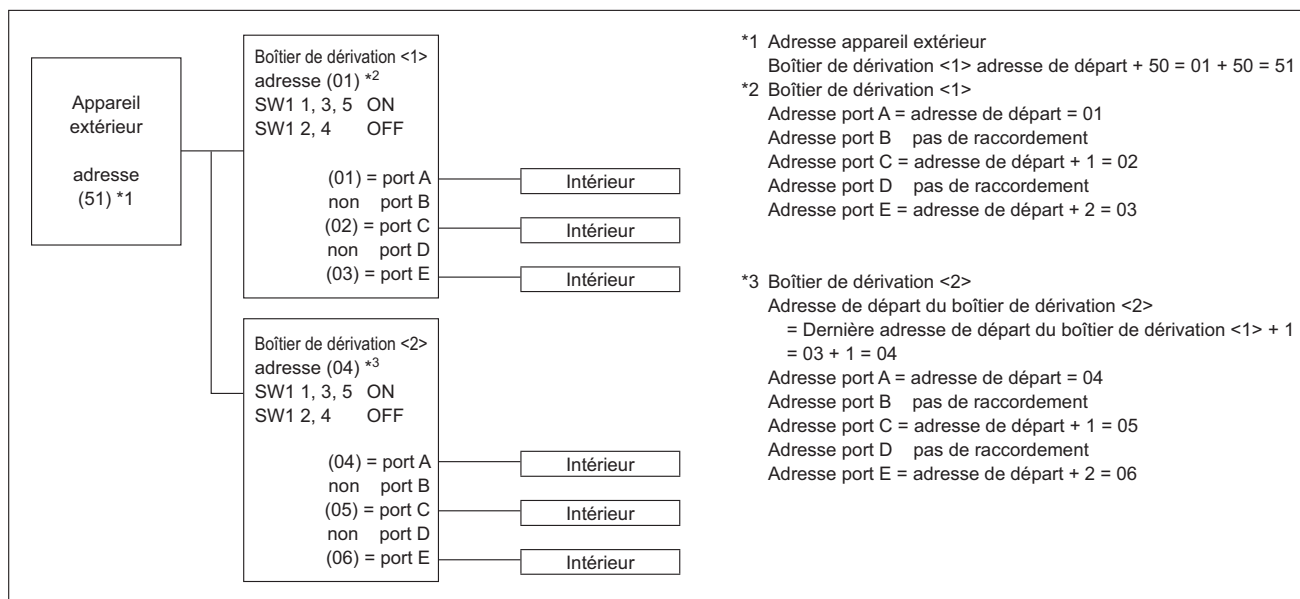 Appareil
extérieur
adresse
(51) *1
Boîtier de dérivation <1>
adresse (01) *2
SW1 1, 3, 5 ON
SW1 2, 4 OFF
(01) = port A
non port B
(02) = port C
non port D
(03) = port E
Intérieur
Intérieur
Intérieur
Boîtier de dérivation <2>
adresse (04) *3
SW1 1, 3, 5 ON
SW1 2, 4 OFF
(04) = port A
non port B
(05) = port C
non port D
(06) = port E
Intérieur
Intérieur
Intérieur
*1 Adresse appareil extérieur
Boîtier de dérivation <1> adresse de départ + 50 = 01 + 50 = 51
*2 Boîtier de dérivation <1>
Adresse port A = adresse de départ = 01
Adresse port B pas de raccordement
Adresse port C = adresse de départ + 1 = 02
Adresse port D pas de raccordement
Adresse port E = adresse de départ + 2 = 03
*3 Boîtier de dérivation <2>
Adresse de départ du boîtier de dérivation <2>
= Dernière adresse de départ du boîtier de dérivation <1> + 1
= 03 + 1 = 04
Adresse port A = adresse de départ = 04
Adresse port B pas de raccordement
Adresse port C = adresse de départ + 1 = 05
Adresse port D pas de raccordement
Adresse port E = adresse de départ + 2 = 06